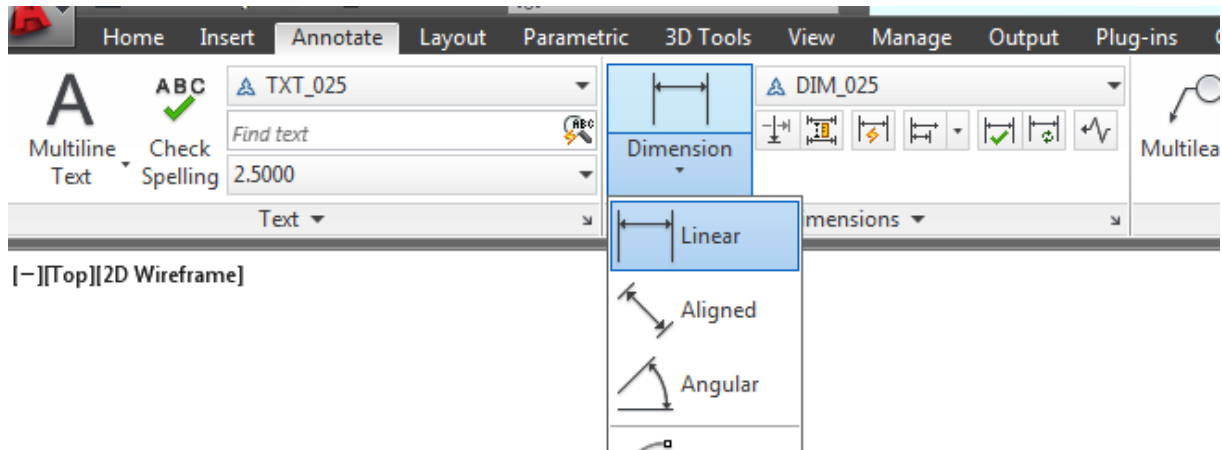 Home Insert Annotate Layout Parametric 3D Tools View Manage Output Plug-ins
A ABC TXT_025 DIM_025
Find text ABC
Multiline Text
Check Spelling
2.5000
Dimension
Text
mensions
Linear
[−][Top][2D Wireframe]
Aligned
Angular